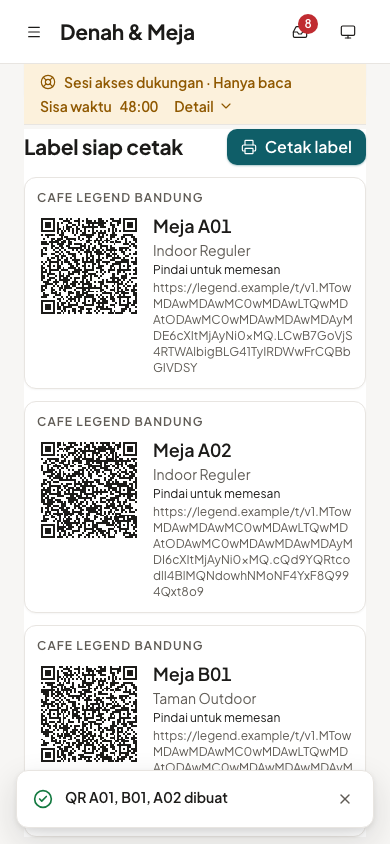 Denah & Meja
8
Sesi akses dukungan · Hanya baca
Sisa waktu 48:00 Detail
Label siap cetak
Cetak label
CAFE LEGEND BANDUNG
Meja A01
Indoor Reguler
Pindai untuk memesan
https://legend.example/t/v1.MTow
MDAwMDAwMC0wMDAwLTQwMD
AtODAwMC0wMDAwMDAwMDAyM
DE6cXltMjAyNi0xMQ.LCwB7GoVjS
4RTWAlbigBLG41TylRDWwFrCQBb
GIVDSY
CAFE LEGEND BANDUNG
Meja A02
Indoor Reguler
Pindai untuk memesan
https://legend.example/t/v1.MTow
MDAwMDAwMC0wMDAwLTQwMD
AtODAwMC0wMDAwMDAwMDAyM
DI6cXltMjAyNi0xMQ.cQd9YQRtco
dlI4BlMQNdowhNMoNF4YxF8Q99
4Qxt8o9
CAFE LEGEND BANDUNG
Meja B01
Taman Outdoor
Pindai untuk memesan
https://legend.example/t/v1.MTow
MDAwMDAwMC0wMDAwLTQwMD
QR A01, B01, A02 dibuat